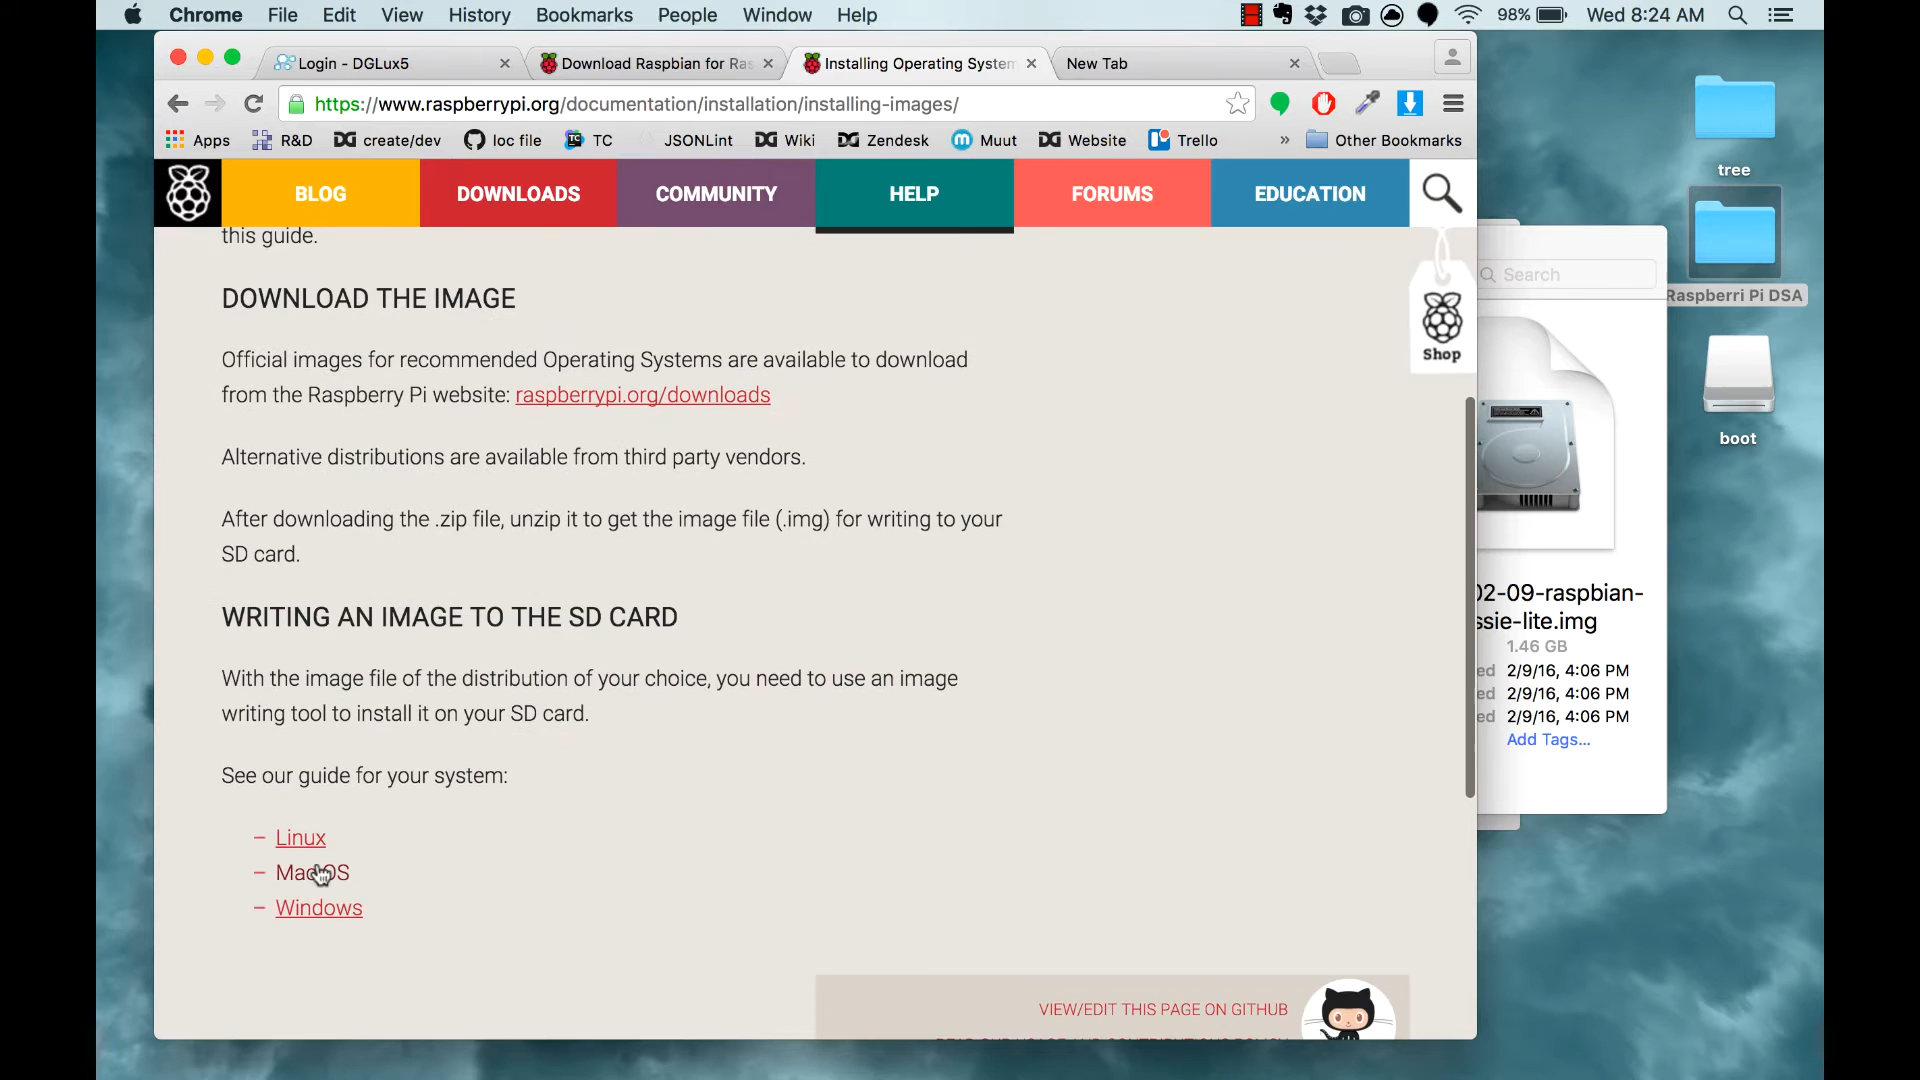 Chrome File Edit View History Bookmarks People Window Help 98% Wed 8:24 AM
Login - DGLux5 Download Raspbian for Ras Installing Operating System New Tab
https://www.raspberrypi.org/documentation/installation/installing-images/
Apps R&D create/dev loc file TC JSONLint Wiki Zendesk Muut Website Trello » Other Bookmarks
BLOG DOWNLOADS COMMUNITY HELP FORUMS EDUCATION
this guide.
DOWNLOAD THE IMAGE
Official images for recommended Operating Systems are available to download
from the Raspberry Pi website: raspberrypi.org/downloads
Alternative distributions are available from third party vendors.
After downloading the .zip file, unzip it to get the image file (.img) for writing to your
SD card.
WRITING AN IMAGE TO THE SD CARD
With the image file of the distribution of your choice, you need to use an image
writing tool to install it on your SD card.
See our guide for your system:
– Linux
– Mac OS
– Windows
VIEW/EDIT THIS PAGE ON GITHUB
Shop
Search
02-09-raspbian-
ssie-lite.img
1.46 GB
ed 2/9/16, 4:06 PM
ed 2/9/16, 4:06 PM
ed 2/9/16, 4:06 PM
Add Tags...
tree
Raspberri Pi DSA
boot